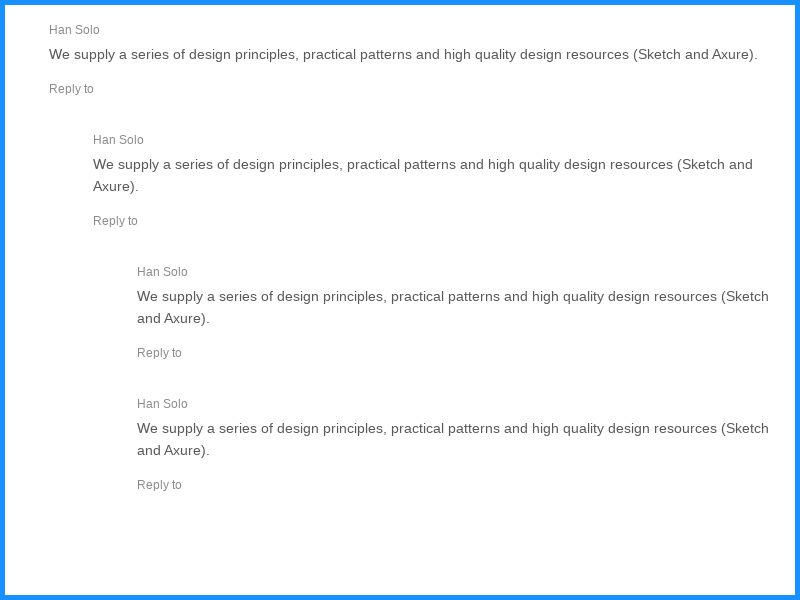 Han Solo
We supply a series of design principles, practical patterns and high quality design resources (Sketch and Axure).
Reply to
Han Solo
We supply a series of design principles, practical patterns and high quality design resources (Sketch and
Axure).
Reply to
Han Solo
We supply a series of design principles, practical patterns and high quality design resources (Sketch
and Axure).
Reply to
Han Solo
We supply a series of design principles, practical patterns and high quality design resources (Sketch
and Axure).
Reply to